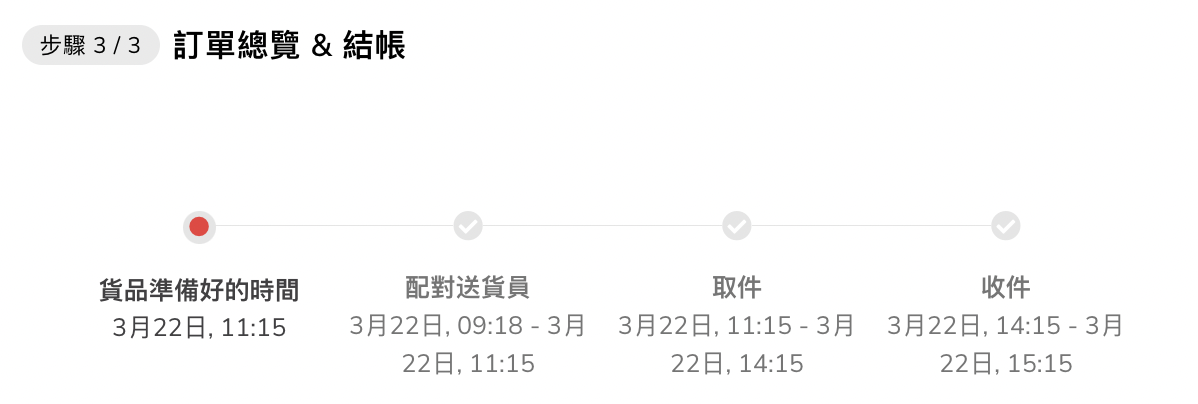 步驟 3 / 3 訂單總覽 & 結帳
貨品準備好的時間
3月22日, 11:15
配對送貨員
3月22日, 09:18 - 3月
22日, 11:15
取件
3月22日, 11:15 - 3月
22日, 14:15
收件
3月22日, 14:15 - 3月
22日, 15:15